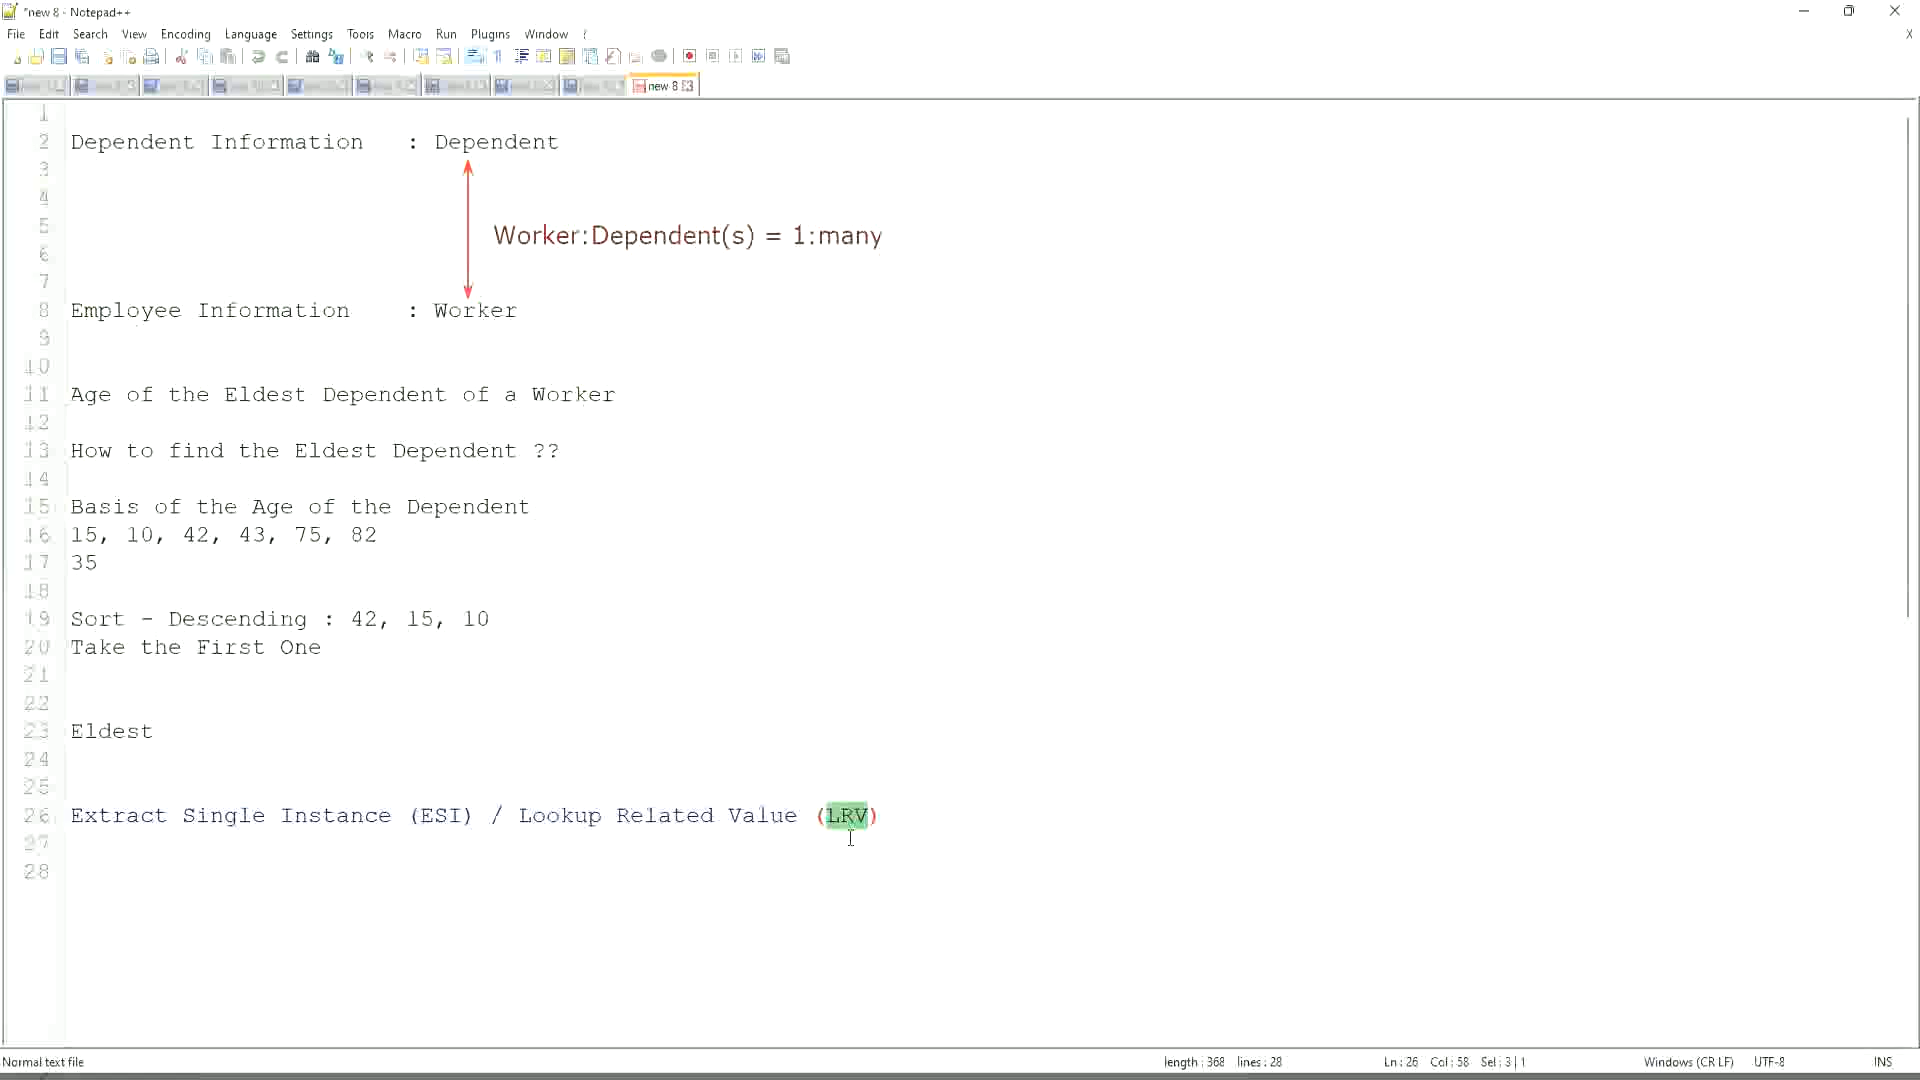 *new 8 - Notepad++
File Edit Search View Encoding Language Settings Tools Macro Run Plugins Window
X
new 8
1
2 Dependent Information : Dependent
3
4
5 Worker:Dependent(s) = 1:many
6
7
8 Employee Information : Worker
9
10
11 Age of the Eldest Dependent of a Worker
12
13 How to find the Eldest Dependent ??
14
15 Basis of the Age of the Dependent
16 15, 10, 42, 43, 75, 82
17 35
18
19 Sort - Descending : 42, 15, 10
20 Take the First One
21
22
23 Eldest
24
25
26 Extract Single Instance (ESI) / Lookup Related Value (LRV)
27
28
Normal text file length : 368 lines : 28 Ln : 26 Col : 58 Sel : 3 | 1 Windows (CR LF) UTF-8 INS